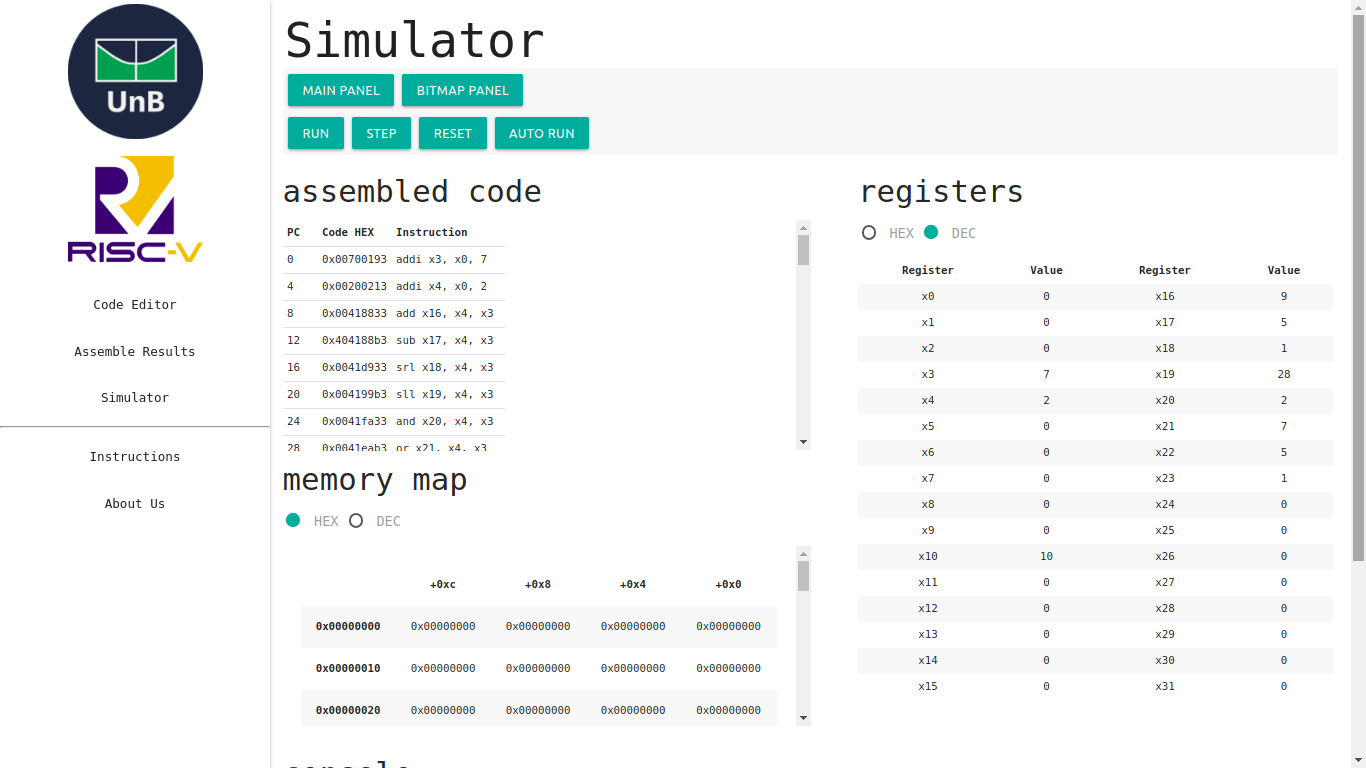 UnB
RISC-V
Code Editor
Assemble Results
Simulator
Instructions
About Us
Simulator
MAIN PANEL BITMAP PANEL
RUN STEP RESET AUTO RUN
assembled code
PC Code HEX Instruction
0 0x00700193 addi x3, x0, 7
4 0x00200213 addi x4, x0, 2
8 0x00418833 add x16, x4, x3
12 0x404188b3 sub x17, x4, x3
16 0x0041d933 srl x18, x4, x3
20 0x004199b3 sll x19, x4, x3
24 0x0041fa33 and x20, x4, x3
28 0x0041eab3 or x21, x4, x3
memory map
HEX DEC
+0xc +0x8 +0x4 +0x0
0x00000000 0x00000000 0x00000000 0x00000000 0x00000000
0x00000010 0x00000000 0x00000000 0x00000000 0x00000000
0x00000020 0x00000000 0x00000000 0x00000000 0x00000000
console
registers
HEX DEC
Register Value Register Value
x0 0 x16 9
x1 0 x17 5
x2 0 x18 1
x3 7 x19 28
x4 2 x20 2
x5 0 x21 7
x6 0 x22 5
x7 0 x23 1
x8 0 x24 0
x9 0 x25 0
x10 10 x26 0
x11 0 x27 0
x12 0 x28 0
x13 0 x29 0
x14 0 x30 0
x15 0 x31 0